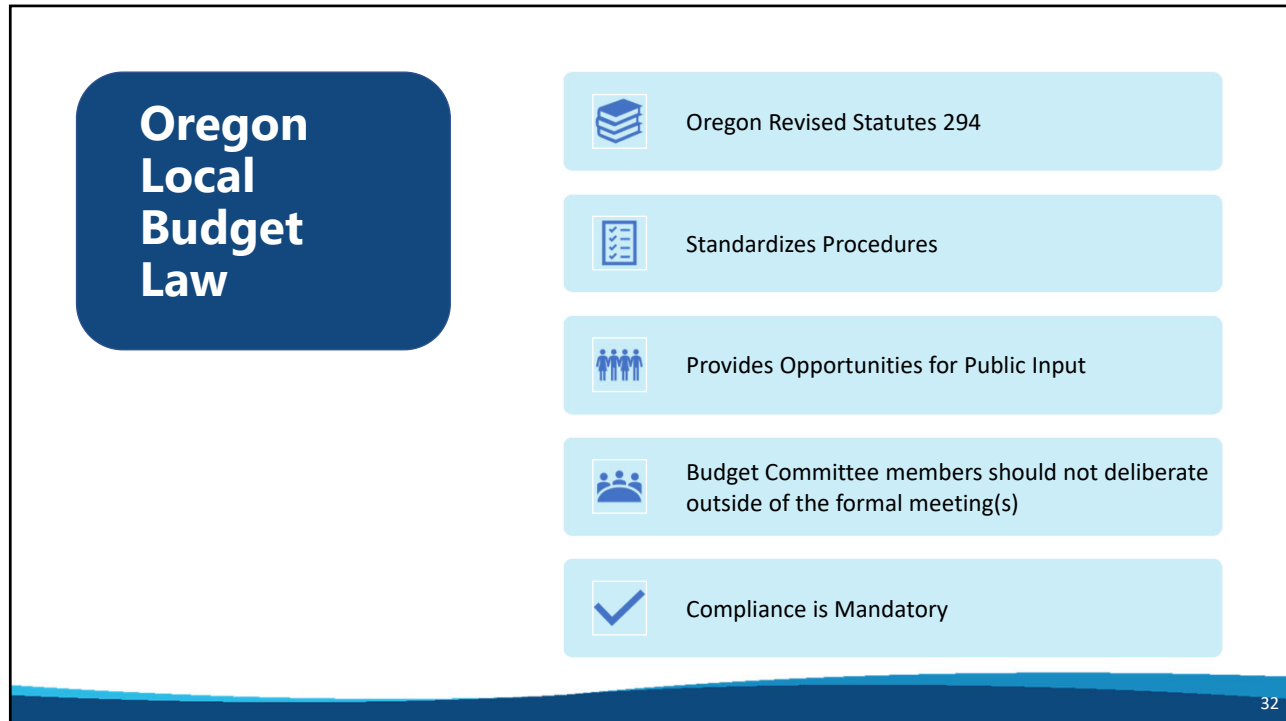 Oregon
Local
Budget
Law
Oregon Revised Statutes 294
Standardizes Procedures
Provides Opportunities for Public Input
Budget Committee members should not deliberate
outside of the formal meeting(s)
Compliance is Mandatory
32